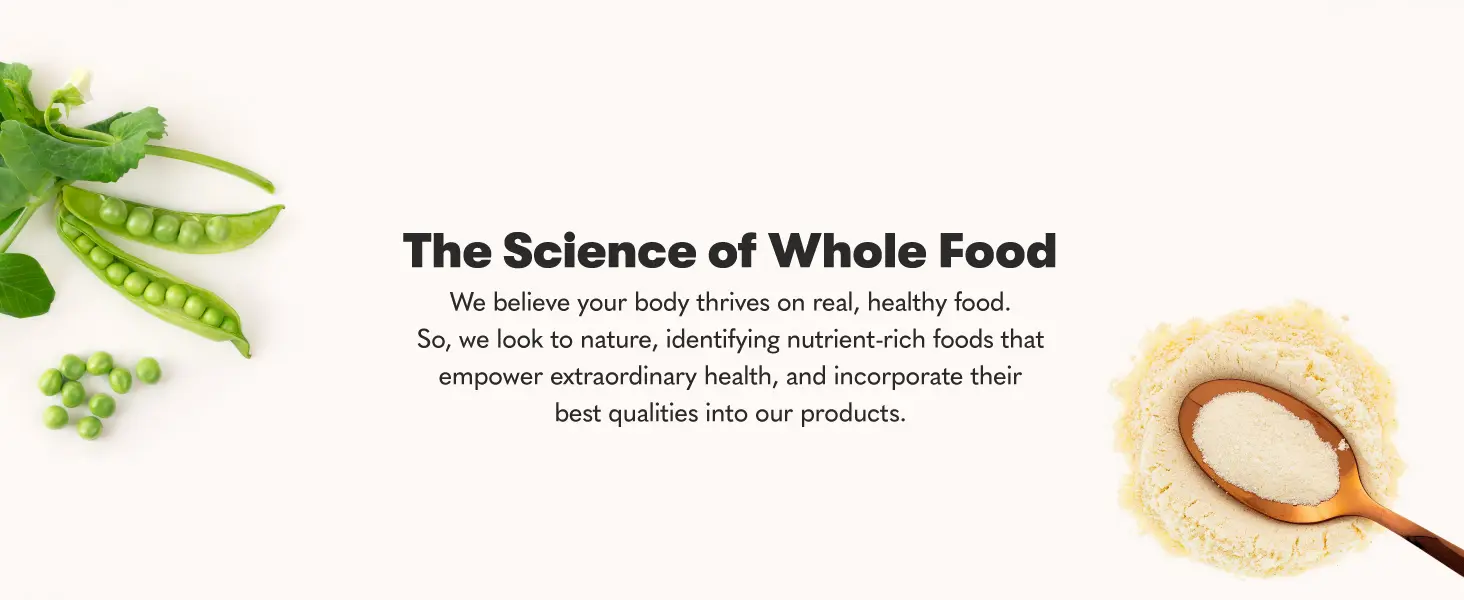 The Science of Whole Food
We believe your body thrives on real, healthy food.
So, we look to nature, identifying nutrient-rich foods that
empower extraordinary health, and incorporate their
best qualities into our products.